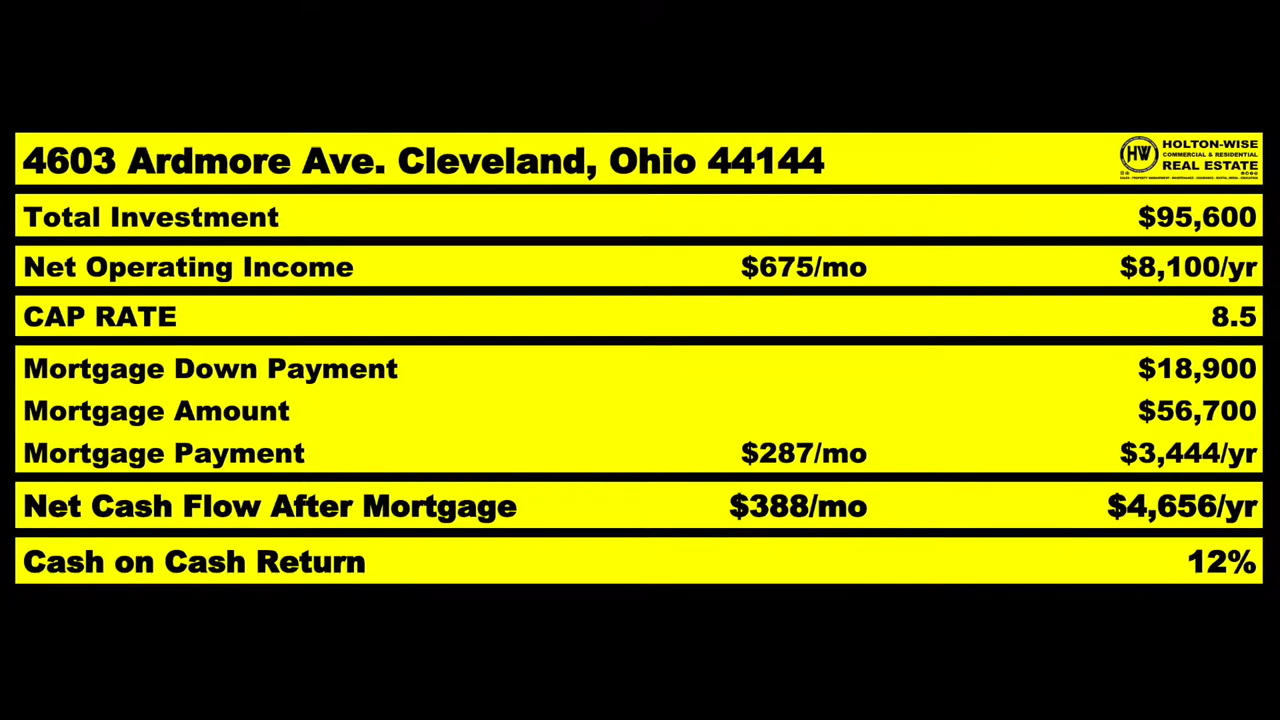 4603 Ardmore Ave. Cleveland, Ohio 44144
HW
HOLTON-WISE
COMMERCIAL & RESIDENTIAL
REAL ESTATE
Total Investment $95,600
Net Operating Income $675/mo $8,100/yr
CAP RATE 8.5
Mortgage Down Payment $18,900
Mortgage Amount $56,700
Mortgage Payment $287/mo $3,444/yr
Net Cash Flow After Mortgage $388/mo $4,656/yr
Cash on Cash Return 12%